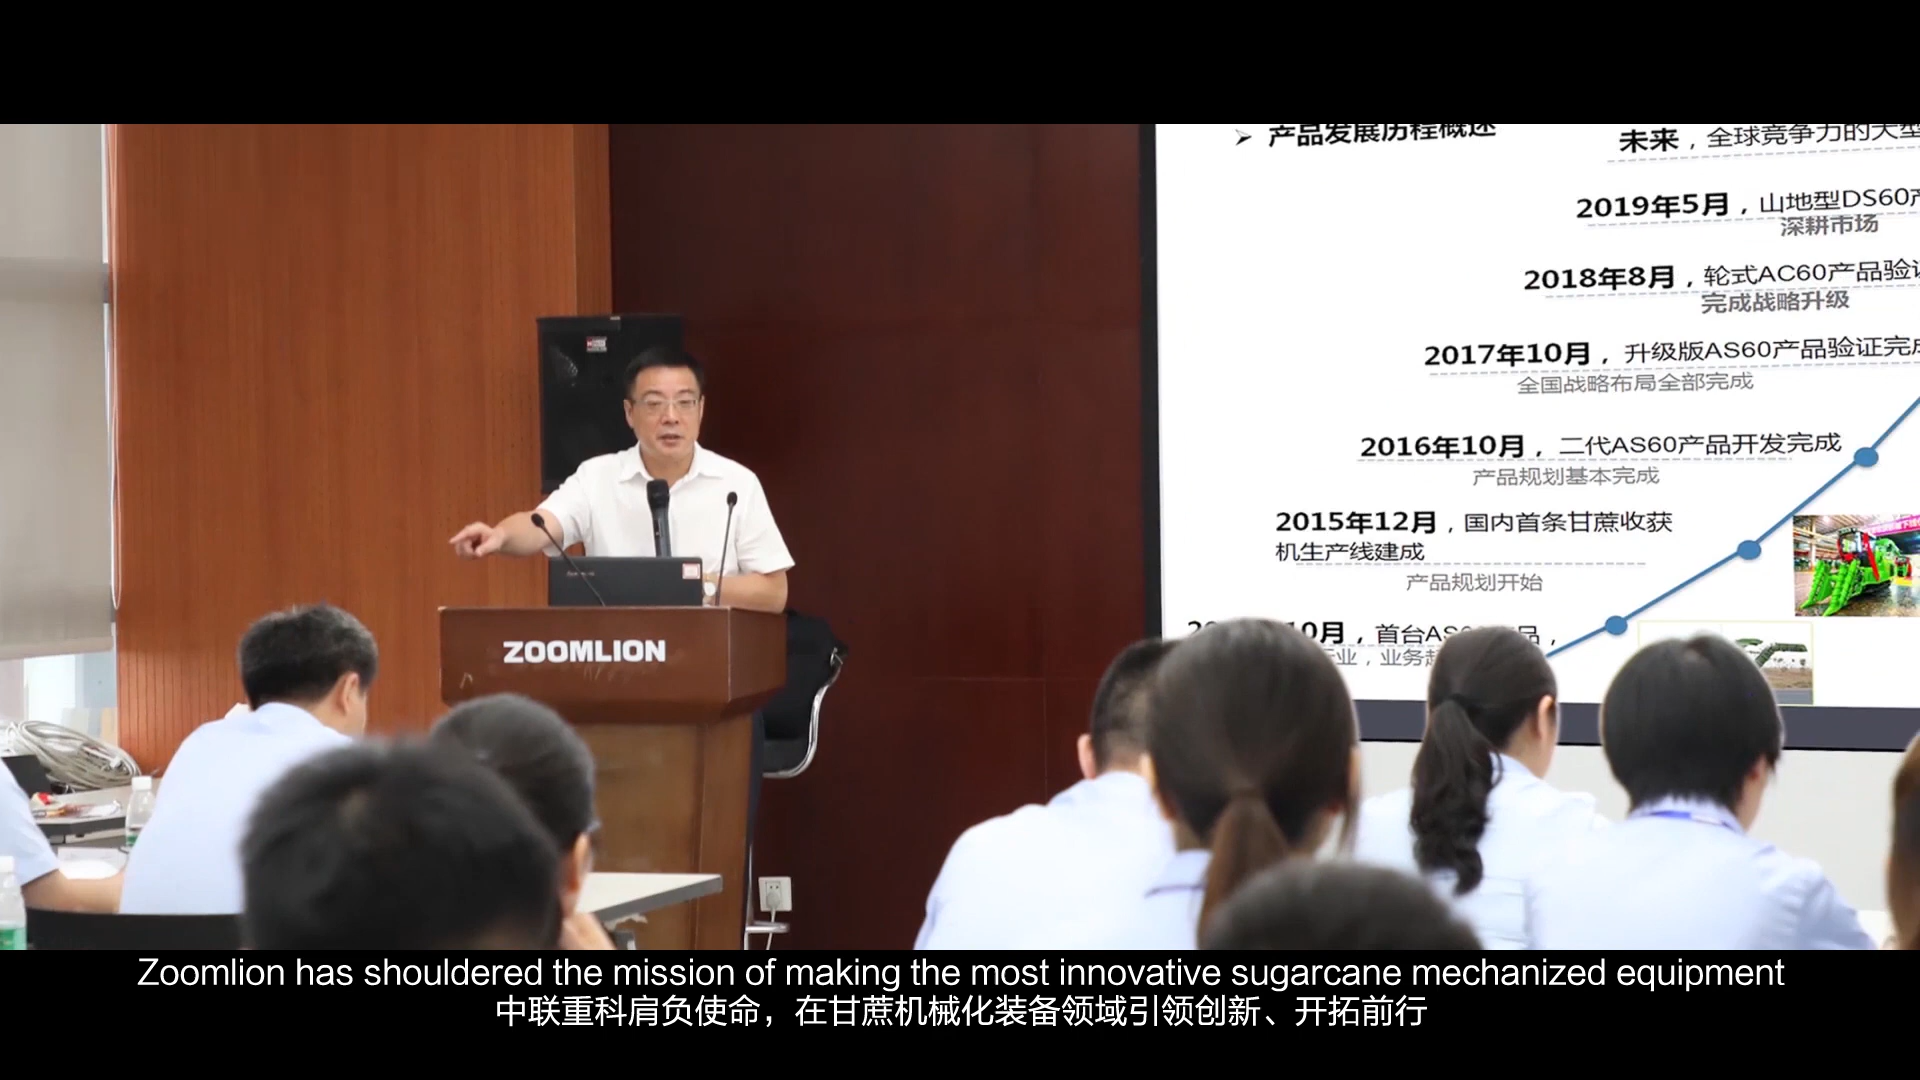 ➢ 产品发展历程概述
未来，全球竞争力的大型
2019年5月，山地型DS60产
深耕市场
2018年8月，轮式AC60产品验证
完成战略升级
2017年10月，升级版AS60产品验证完成
全国战略布局全部完成
2016年10月，二代AS60产品开发完成
产品规划基本完成
2015年12月，国内首条甘蔗收获
机生产线建成
产品规划开始
10月，首台
业，业务
ZOOMLION
Zoomlion has shouldered the mission of making the most innovative sugarcane mechanized equipment
中联重科肩负使命，在甘蔗机械化装备领域引领创新、开拓前行